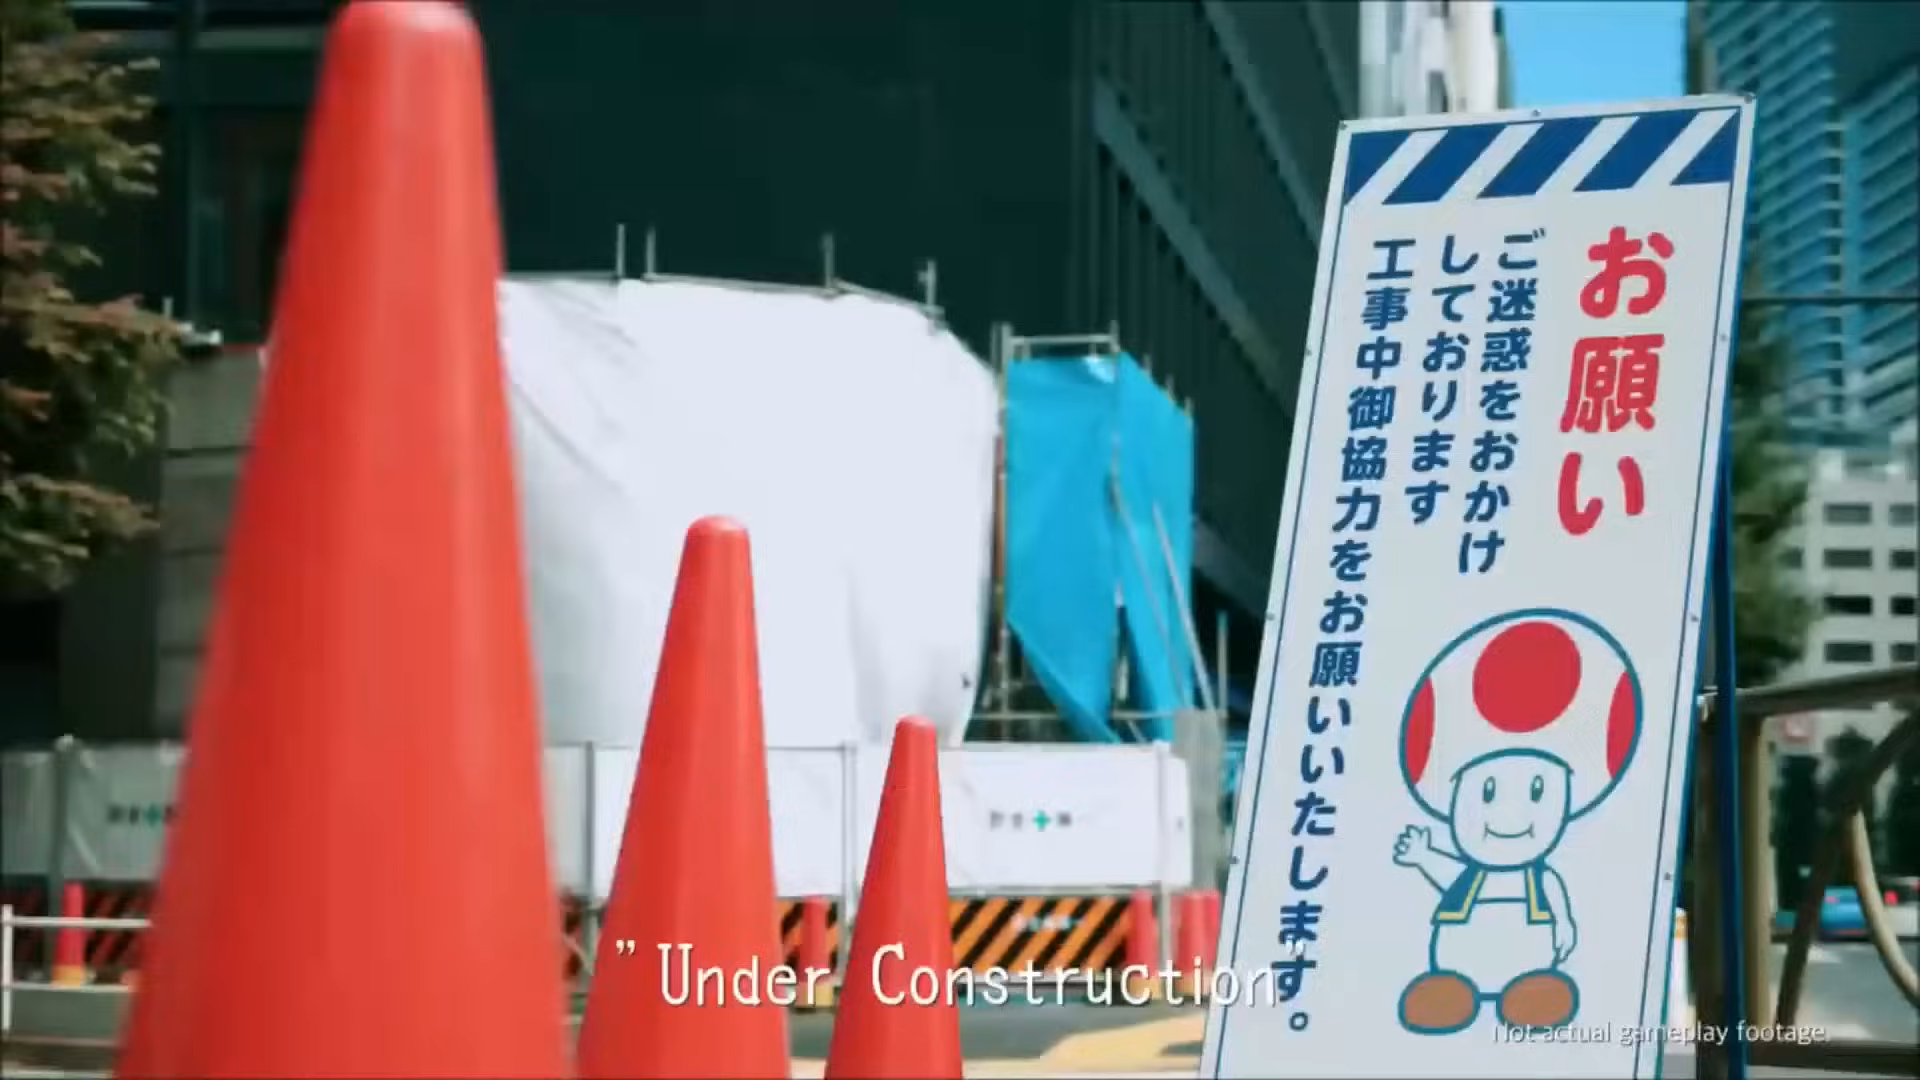 お願い
ご迷惑をおかけ
しております
工事中御協力をお願いいたします。
"Under Construction"
Not actual gameplay footage.